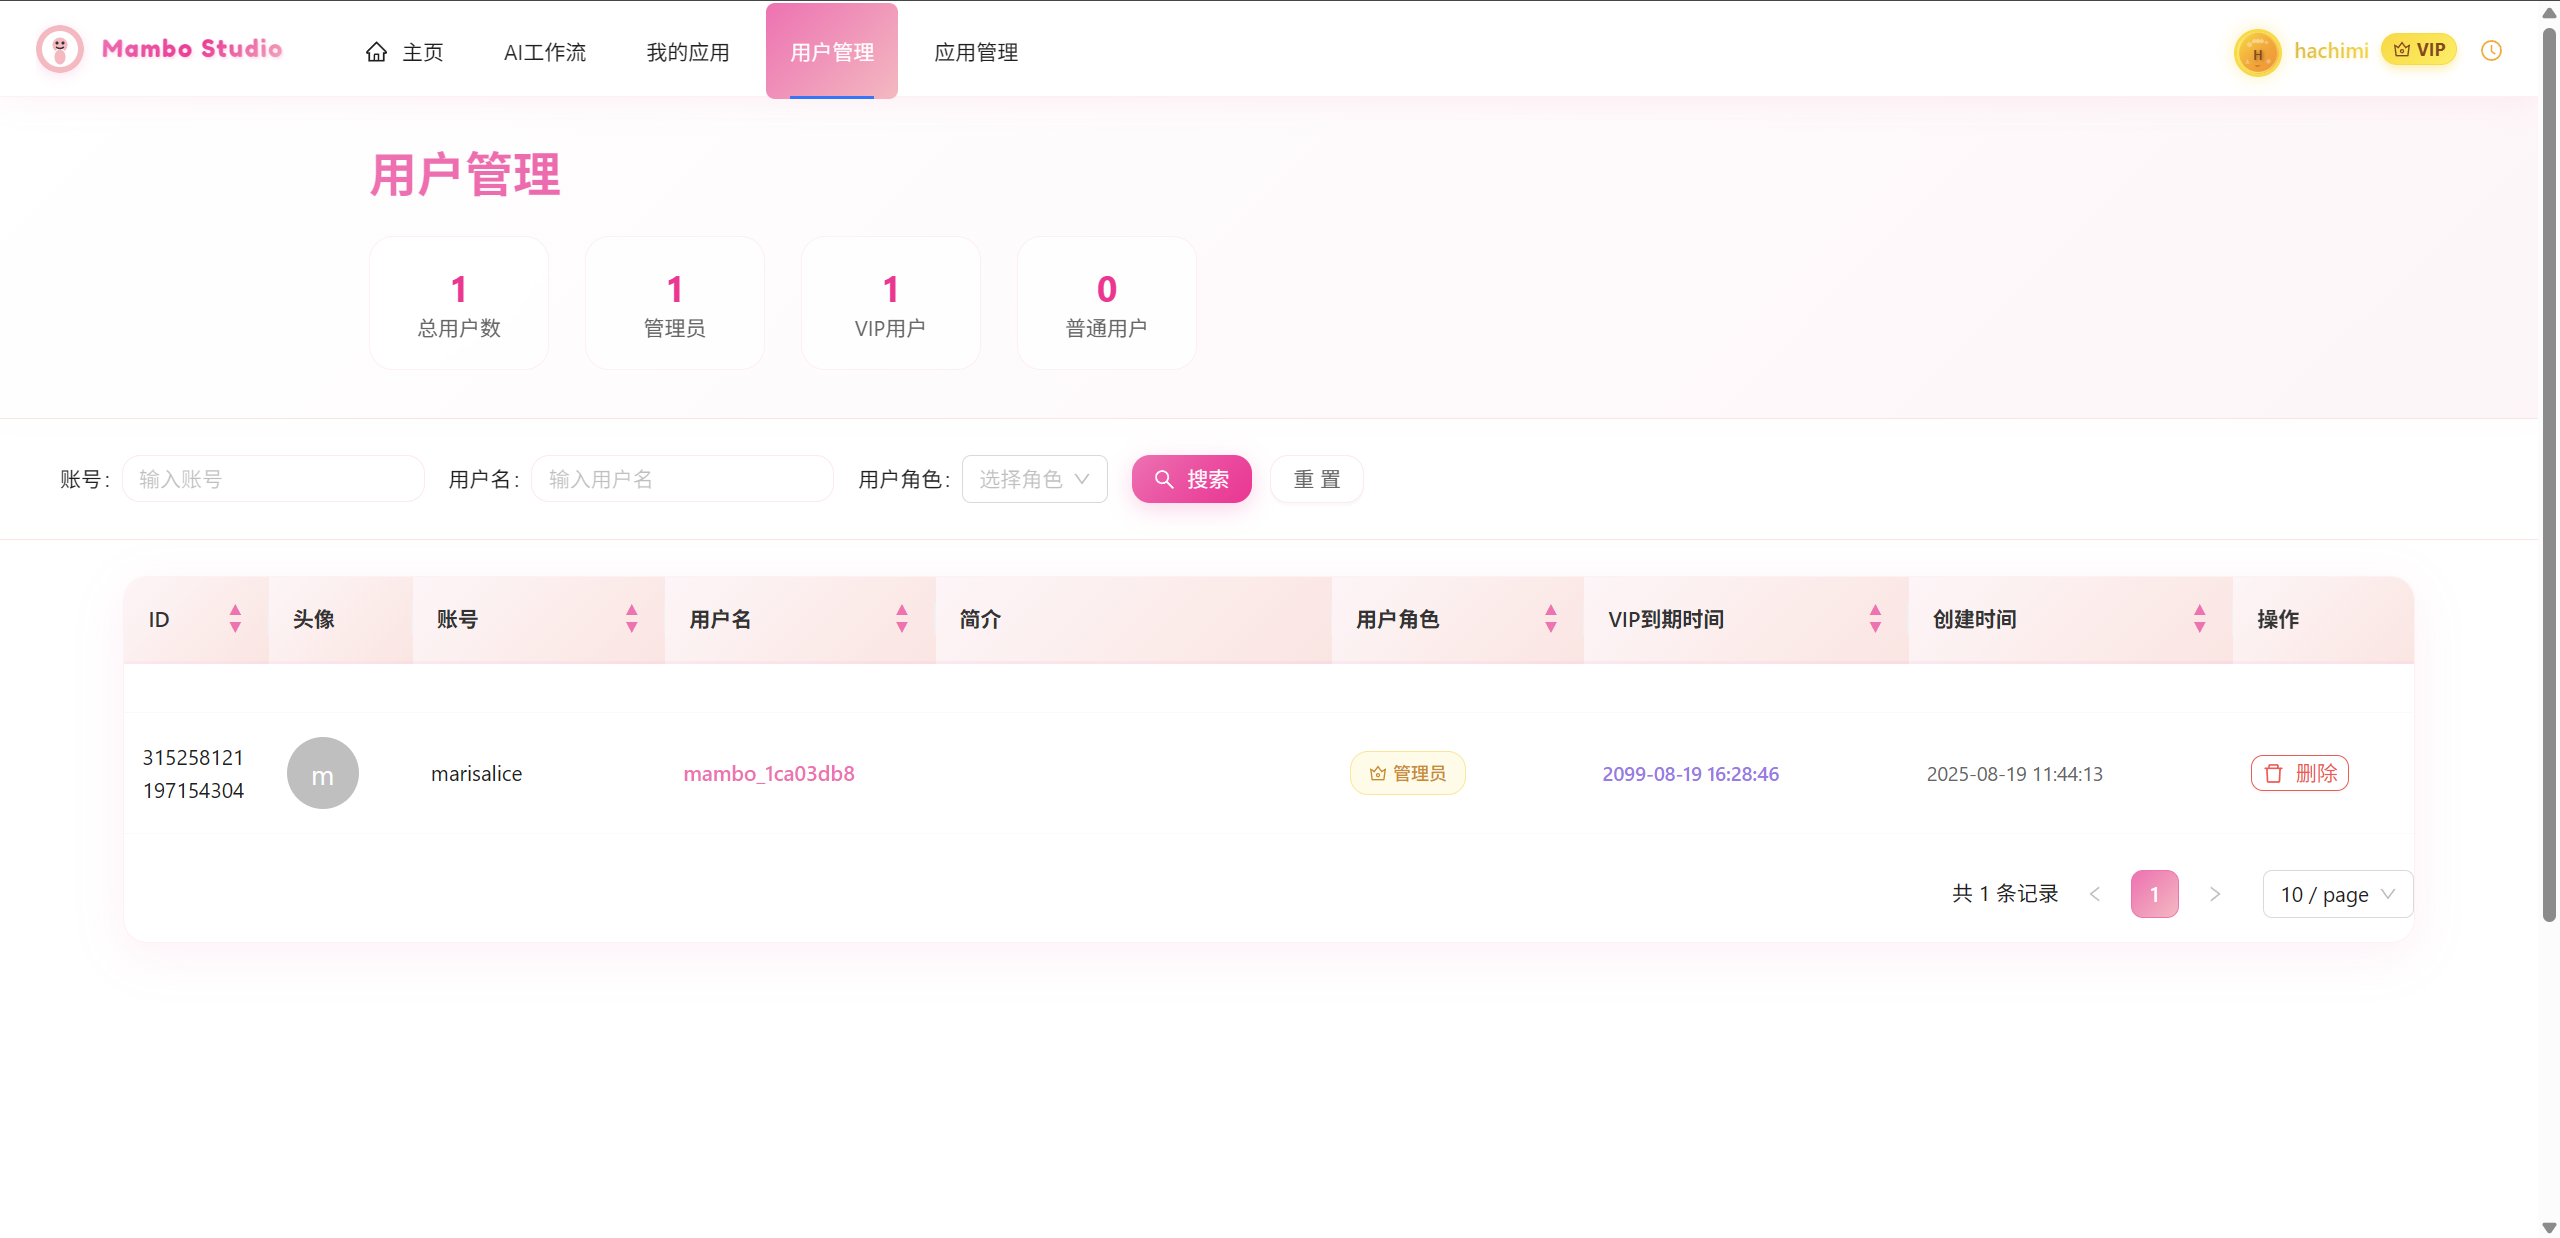 Mambo Studio
主页
AI工作流
我的应用
用户管理
应用管理
H
hachimi
VIP
用户管理
1
总用户数
1
管理员
1
VIP用户
0
普通用户
账号:
输入账号
用户名:
输入用户名
用户角色:
选择角色
搜索
重 置
ID
头像
账号
用户名
简介
用户角色
VIP到期时间
创建时间
操作
315258121
197154304
m
marisalice
mambo_1ca03db8
管理员
2099-08-19 16:28:46
2025-08-19 11:44:13
删除
共 1 条记录
1
10 / page